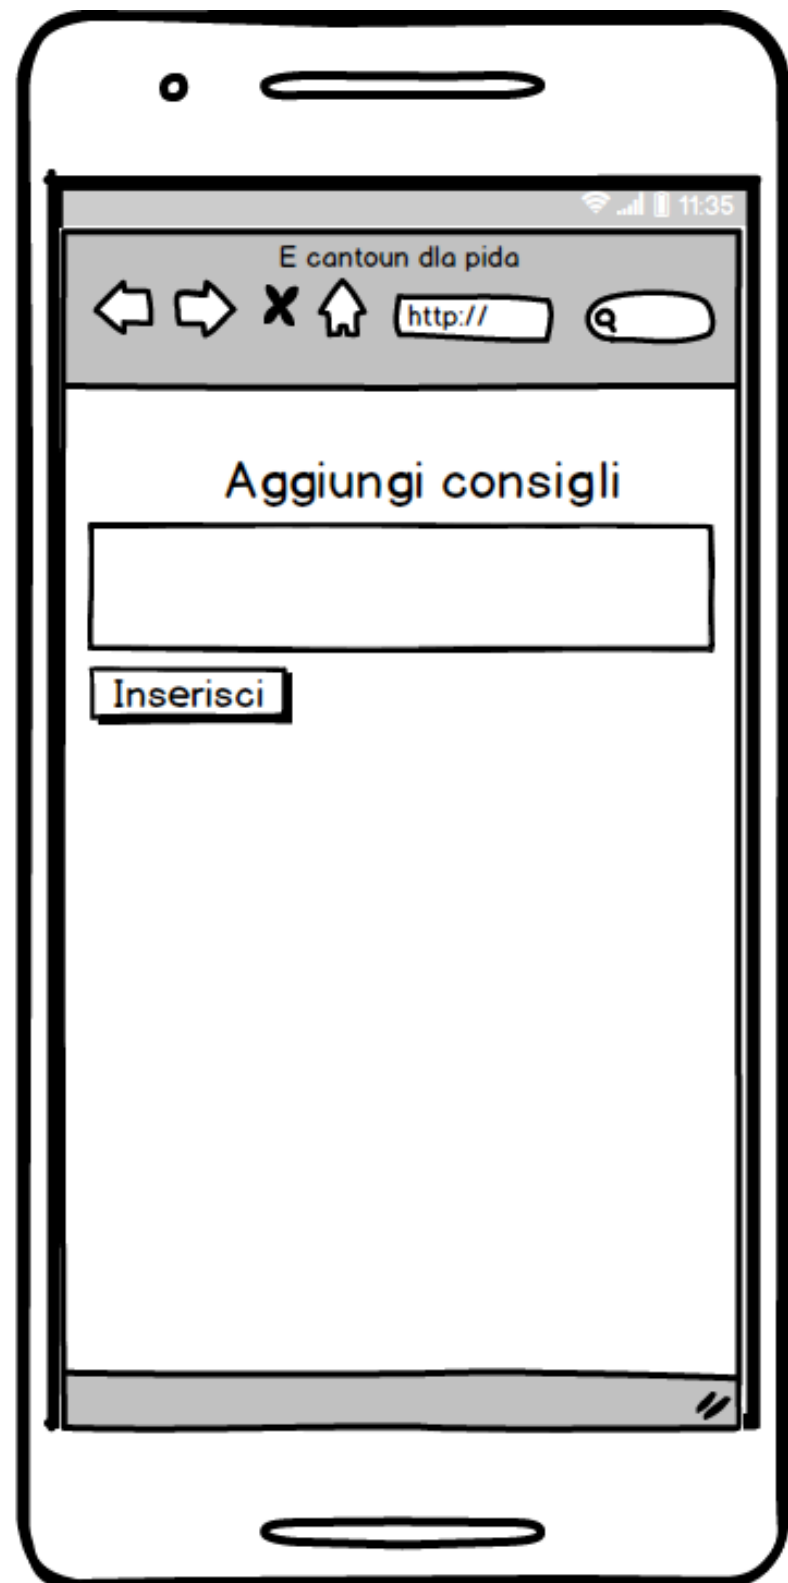 11:35
E cantoun dla pida
http://
Aggiungi consigli
Inserisci